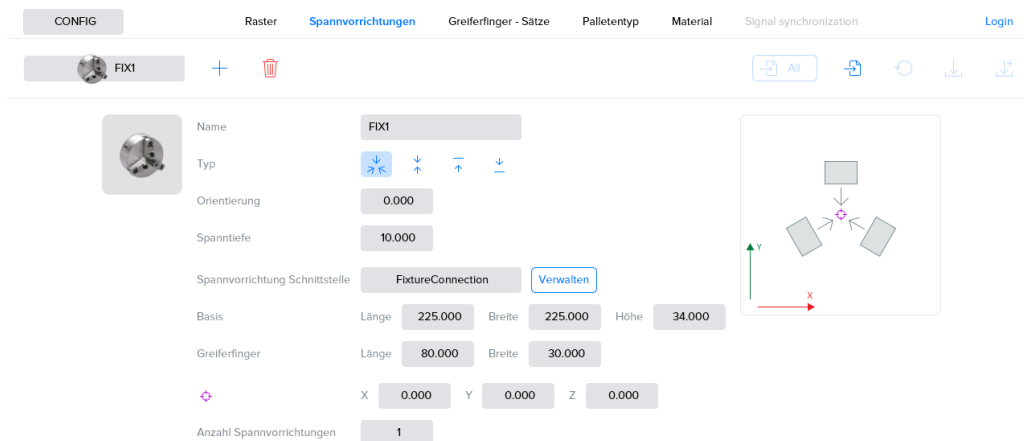 CONFIG Raster Spannvorrichtungen Greiferfinger - Sätze Palletentyp Material Signal synchronization Login
FIX1 All
Name FIX1
Typ
Orientierung 0.000
Spanntiefe 10.000
Spannvorrichtung Schnittstelle FixtureConnection Verwalten
Basis Länge 225.000 Breite 225.000 Höhe 34.000
Greiferfinger Länge 80.000 Breite 30.000
X 0.000 Y 0.000 Z 0.000
Anzahl Spannvorrichtungen 1
Y
X